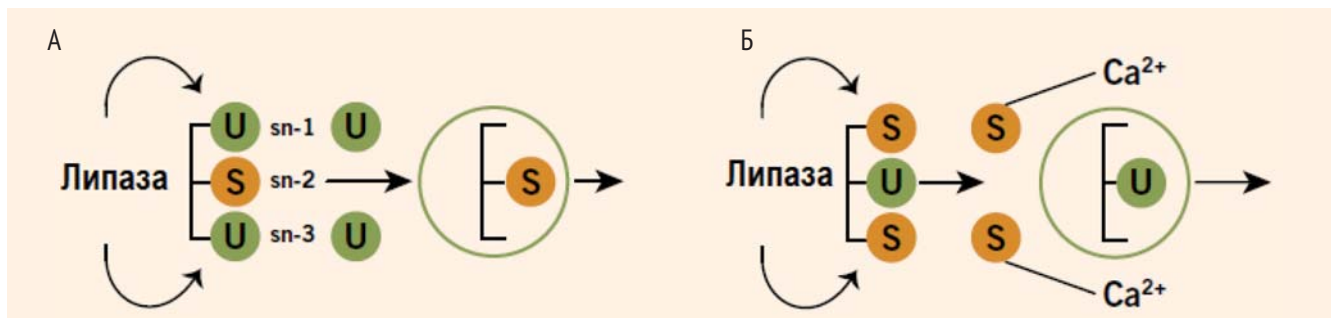 А
Липаза
U sn-1 U
S sn-2 S
U sn-3 U
Б
Липаза
S S Ca²⁺
U U
S S Ca²⁺